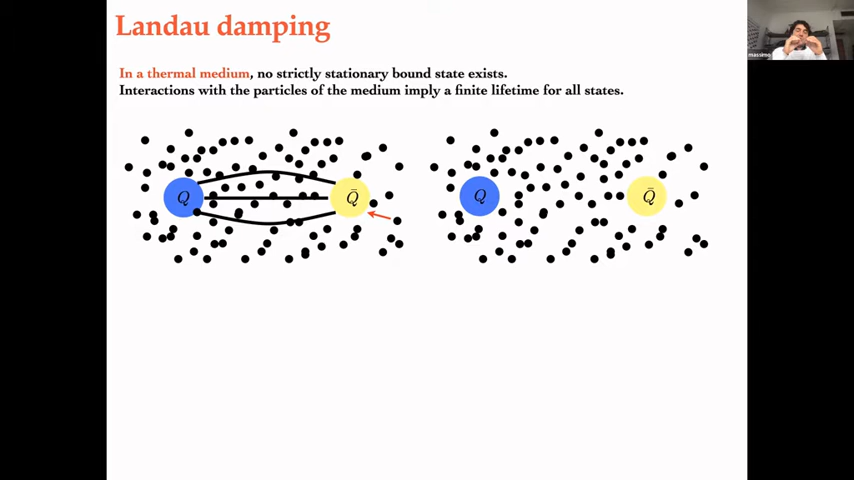 Landau damping
In a thermal medium, no strictly stationary bound state exists.
Interactions with the particles of the medium imply a finite lifetime for all states.
Q Q̄ Q Q̄
massimo